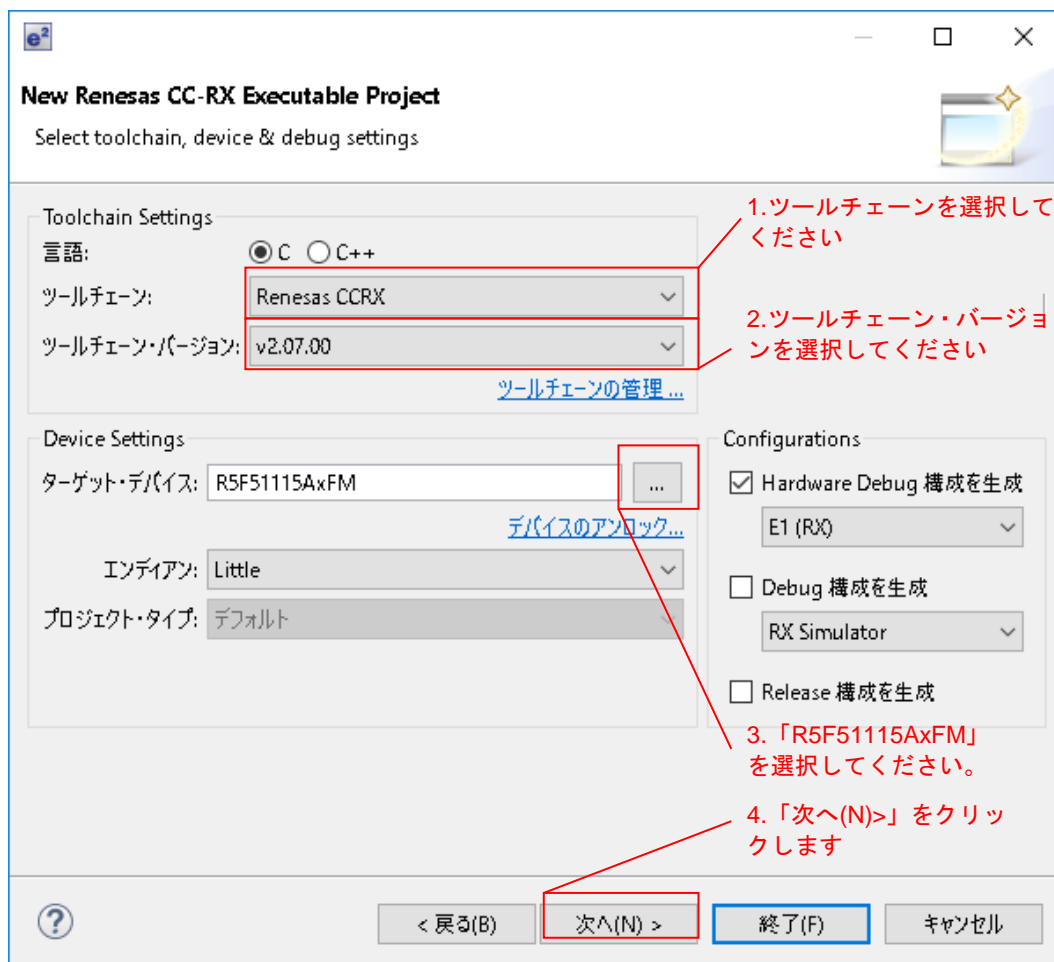 e²
New Renesas CC-RX Executable Project
Select toolchain, device & debug settings
Toolchain Settings
言語:
C
C++
ツールチェーン:
Renesas CCRX
ツールチェーン・バージョン:
v2.07.00
ツールチェーンの管理 ...
1.ツールチェーンを選択して
ください
2.ツールチェーン・バージョ
ンを選択してください
Device Settings
ターゲット・デバイス:
R5F51115AxFM
...
デバイスのアンロック...
エンディアン:
Little
プロジェクト・タイプ:
デフォルト
Configurations
Hardware Debug 構成を生成
E1 (RX)
Debug 構成を生成
RX Simulator
Release 構成を生成
3.「R5F51115AxFM」
を選択してください。
4.「次へ(N)>」をクリッ
クします
?
< 戻る(B)
次へ(N) >
終了(F)
キャンセル